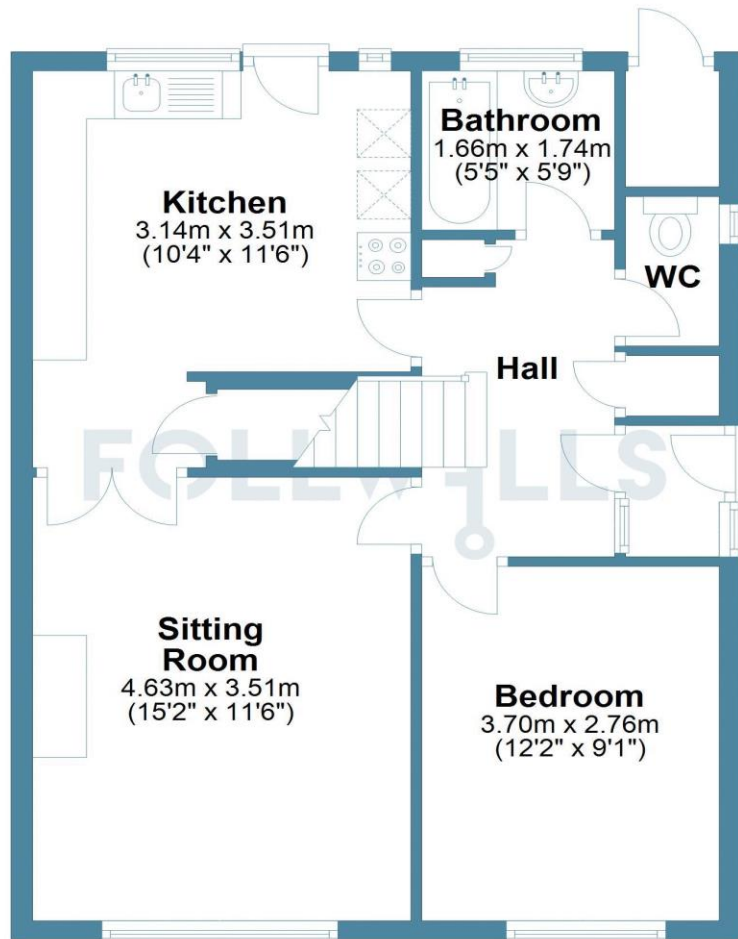 Bathroom
1.66m x 1.74m
(5'5" x 5'9")
Kitchen
3.14m x 3.51m
(10'4" x 11'6")
WC
Hall
FOLLWELLS
Sitting
Room
4.63m x 3.51m
(15'2" x 11'6")
Bedroom
3.70m x 2.76m
(12'2" x 9'1")